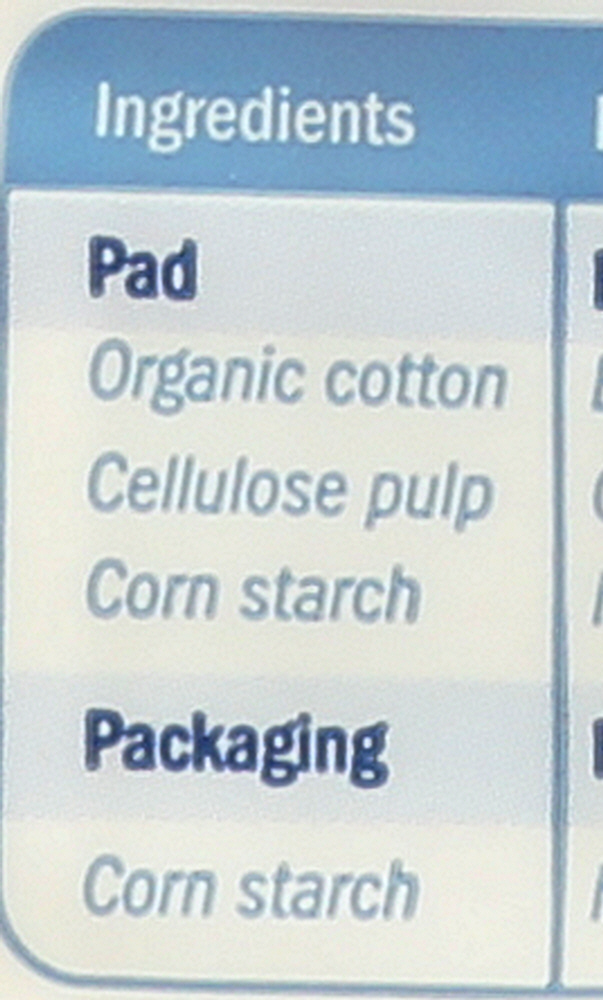 Ingredients
Pad
Organic cotton
Cellulose pulp
Corn starch
Packaging
Corn starch